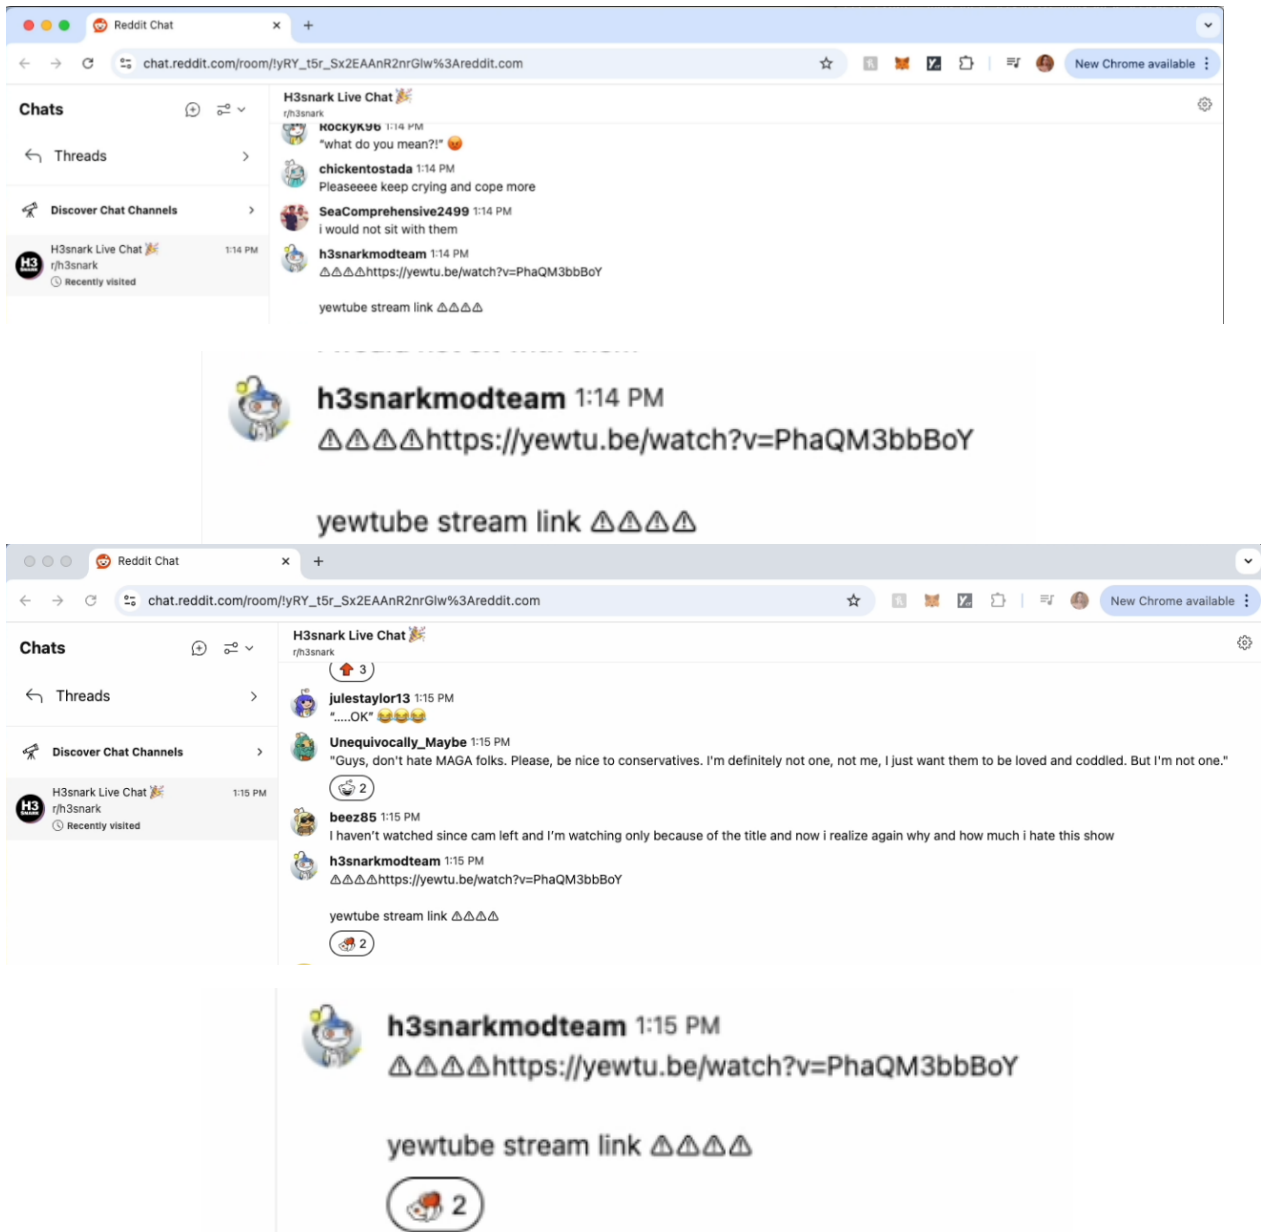 Reddit Chat
chat.reddit.com/room/!yRY_t5r_Sx2EAAnR2nrGlw%3Areddit.com
New Chrome available
Chats
Threads
Discover Chat Channels
H3snark Live Chat 🎉
1:14 PM
r/h3snark
Recently visited
H3snark Live Chat 🎉
r/h3snark
RockyK96 1:14 PM
"what do you mean?!" 😡
chickentostada 1:14 PM
Pleaseeee keep crying and cope more
SeaComprehensive2499 1:14 PM
i would not sit with them
h3snarkmodteam 1:14 PM
⚠⚠⚠⚠https://yewtu.be/watch?v=PhaQM3bbBoY
yewtube stream link ⚠⚠⚠⚠
h3snarkmodteam 1:14 PM
⚠⚠⚠⚠https://yewtu.be/watch?v=PhaQM3bbBoY
yewtube stream link ⚠⚠⚠⚠
Reddit Chat
chat.reddit.com/room/!yRY_t5r_Sx2EAAnR2nrGlw%3Areddit.com
New Chrome available
Chats
Threads
Discover Chat Channels
H3snark Live Chat 🎉
1:15 PM
r/h3snark
Recently visited
H3snark Live Chat 🎉
r/h3snark
3
julestaylor13 1:15 PM
".....OK" 😂😂😂
Unequivocally_Maybe 1:15 PM
"Guys, don't hate MAGA folks. Please, be nice to conservatives. I'm definitely not one, not me, I just want them to be loved and coddled. But I'm not one."
2
beez85 1:15 PM
I haven't watched since cam left and I'm watching only because of the title and now i realize again why and how much i hate this show
h3snarkmodteam 1:15 PM
⚠⚠⚠⚠https://yewtu.be/watch?v=PhaQM3bbBoY
yewtube stream link ⚠⚠⚠⚠
2
h3snarkmodteam 1:15 PM
⚠⚠⚠⚠https://yewtu.be/watch?v=PhaQM3bbBoY
yewtube stream link ⚠⚠⚠⚠
2